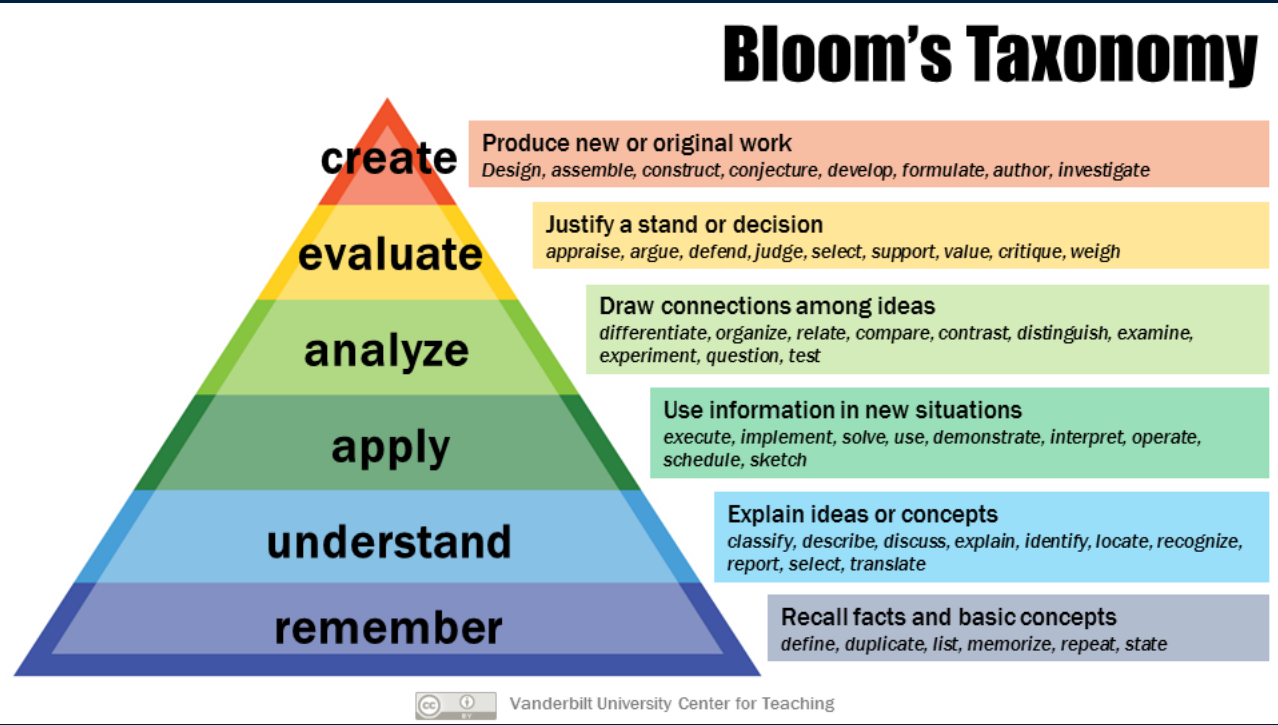 Bloom's Taxonomy
create
Produce new or original work
Design, assemble, construct, conjecture, develop, formulate, author, investigate
evaluate
Justify a stand or decision
appraise, argue, defend, judge, select, support, value, critique, weigh
analyze
Draw connections among ideas
differentiate, organize, relate, compare, contrast, distinguish, examine,
experiment, question, test
apply
Use information in new situations
execute, implement, solve, use, demonstrate, interpret, operate,
schedule, sketch
understand
Explain ideas or concepts
classify, describe, discuss, explain, identify, locate, recognize,
report, select, translate
remember
Recall facts and basic concepts
define, duplicate, list, memorize, repeat, state
cc BY
Vanderbilt University Center for Teaching